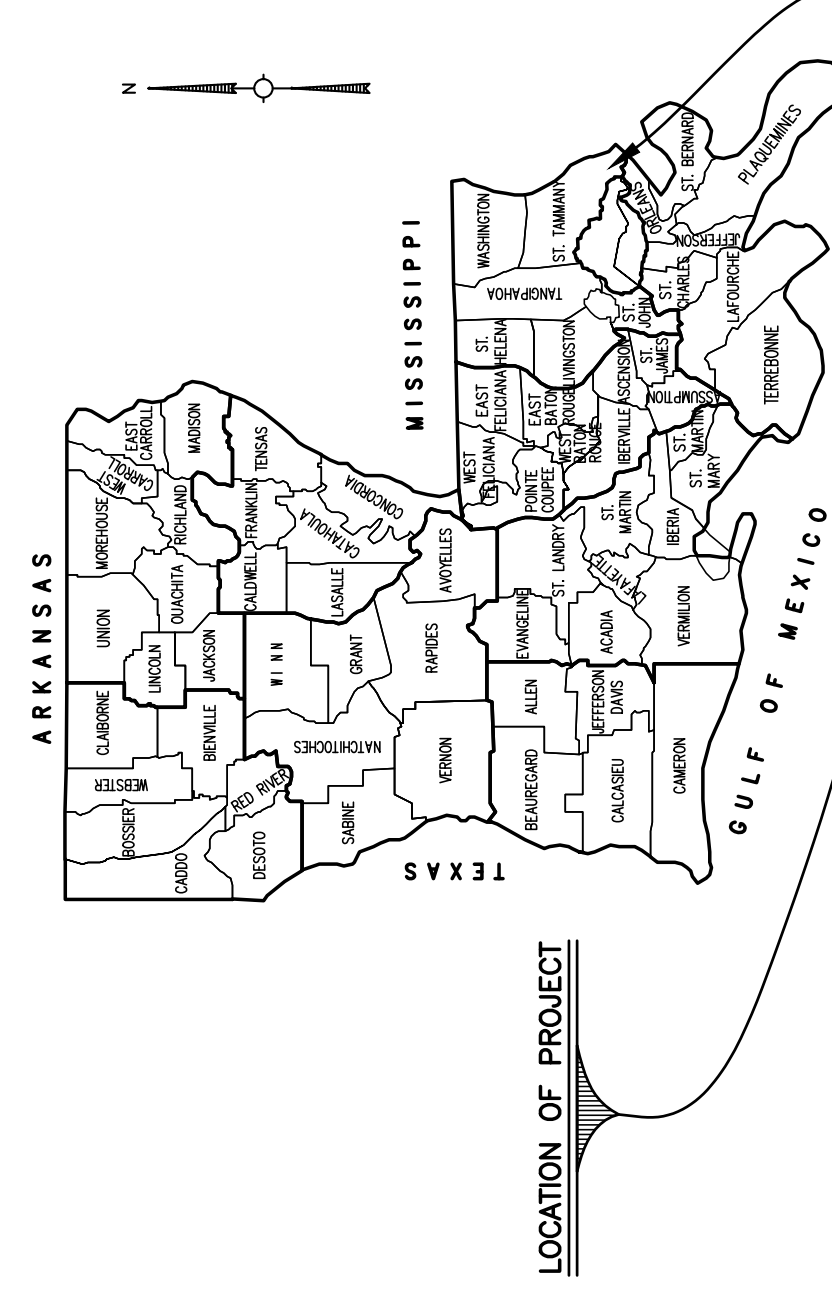 N
ARKANSAS
MISSISSIPPI
TEXAS
GULF OF MEXICO
CADDO
BOSSIER
WEBSTER
CLAIBORNE
UNION
MOREHOUSE
WEST
CARROLL
EAST
CARROLL
LINCOLN
BIENVILLE
JACKSON
OUACHITA
RICHLAND
MADISON
DESOTO
RED RIVER
WINN
CALDWELL
FRANKLIN
TENSAS
SABINE
NATCHITOCHES
GRANT
LASALLE
CATAHOULA
CONCORDIA
VERNON
RAPIDES
AVOYELLES
BEAUREGARD
ALLEN
EVANGELINE
ST. LANDRY
POINTE
COUPEE
WEST
FELICIANA
EAST
FELICIANA
ST.
HELENA
TANGIPAHOA
WASHINGTON
ST. TAMMANY
EAST
BATON
ROUGE
WEST
BATON
ROUGE
LIVINGSTON
CALCASIEU
JEFFERSON
DAVIS
ACADIA
LAFAYETTE
ST.
MARTIN
IBERVILLE
ASCENSION
ST.
JOHN
ST.
JAMES
CAMERON
VERMILION
IBERIA
ST.
MARTIN
ST.
MARY
ASSUMPTION
ST.
CHARLES
JEFFERSON
ORLEANS
ST. BERNARD
PLAQUEMINES
LAFOURCHE
TERREBONNE
LOCATION OF PROJECT